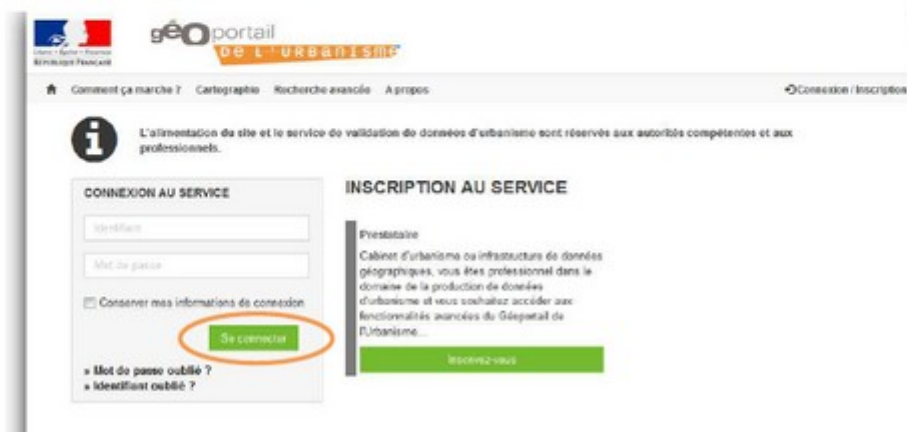 géoportail
DE L'URBANISME
RÉPUBLIQUE FRANÇAISE
Comment ça marche ? Cartographie Recherche avancée A propos Connexion / Inscription
L'alimentation du site et le service de validation de données d'urbanisme sont réservés aux autorités compétentes et aux
professionnels.
CONNEXION AU SERVICE
Identifiant
Mot de passe
Conserver mes informations de connexion
Se connecter
» Mot de passe oublié ?
» Identifiant oublié ?
INSCRIPTION AU SERVICE
Prestataire
Cabinet d'urbanisme ou infrastructure de données
géographiques, vous êtes professionnel dans le
domaine de la production de données
d'urbanisme et vous souhaitez accéder aux
fonctionnalités avancées du Géoportail de
l'Urbanisme...
Inscrivez-vous